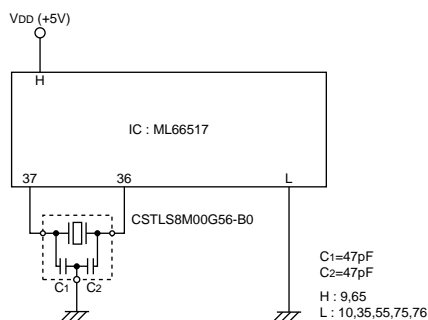 VDD (+5V)
H
IC : ML66517
37 36 L
CSTLS8M00G56-B0
C1 C2
C1=47pF
C2=47pF
H : 9,65
L : 10,35,55,75,76